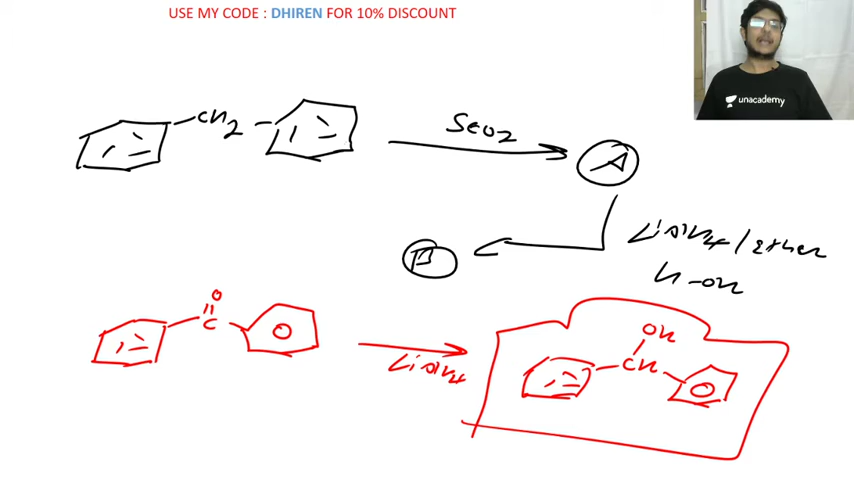 USE MY CODE : DHIREN FOR 10% DISCOUNT
unacademy
CH2
SeO2
A
LiAlH4 / Ether
H-OH
B
O
C
LiAlH4
OH
CH